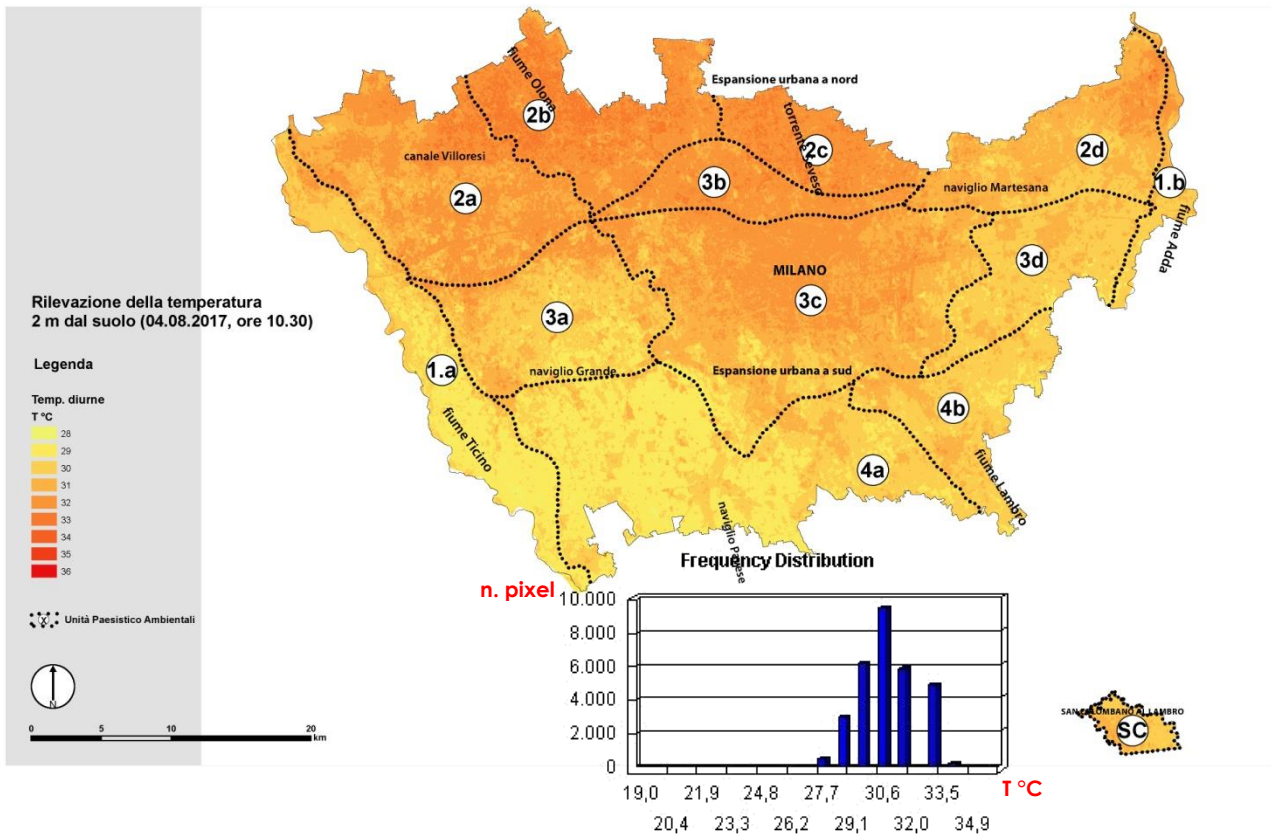 Rilevazione della temperatura
2 m dal suolo (04.08.2017, ore 10.30)
Legenda
Temp. diurne
T °C
28
29
30
31
32
33
34
35
36
x
Unità Paesistico Ambientali
N
0 5 10 20
km
fiume Olona
Espansione urbana a nord
2b
torrente Seveso
2c
2d
canale Villoresi
3b
naviglio Martesana
1.b
2a
fiume Adda
3d
MILANO
3c
3a
1.a
naviglio Grande
Espansione urbana a sud
4b
fiume Ticino
4a
fiume Lambro
naviglio Pavese
Frequency Distribution
n. pixel
10.000
8.000
6.000
4.000
2.000
0
19,0 21,9 24,8 27,7 30,6 33,5
T °C
20,4 23,3 26,2 29,1 32,0 34,9
SAN COLOMBANO AL LAMBRO
SC